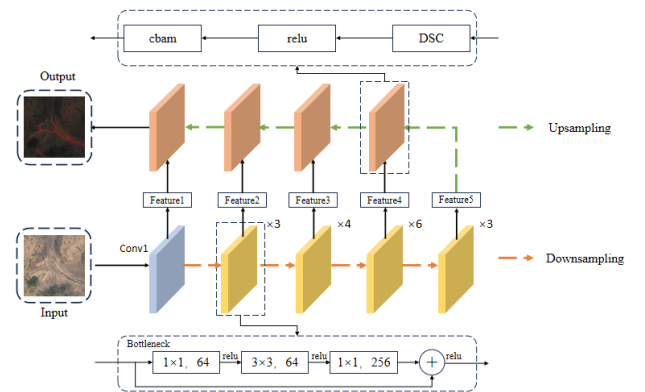 cbam
relu
DSC
Output
Upsampling
Feature1
Feature2
Feature3
Feature4
Feature5
×3
×4
×6
×3
Conv1
Downsampling
Input
Bottleneck
1×1, 64
relu
3×3, 64
relu
1×1, 256
+
relu